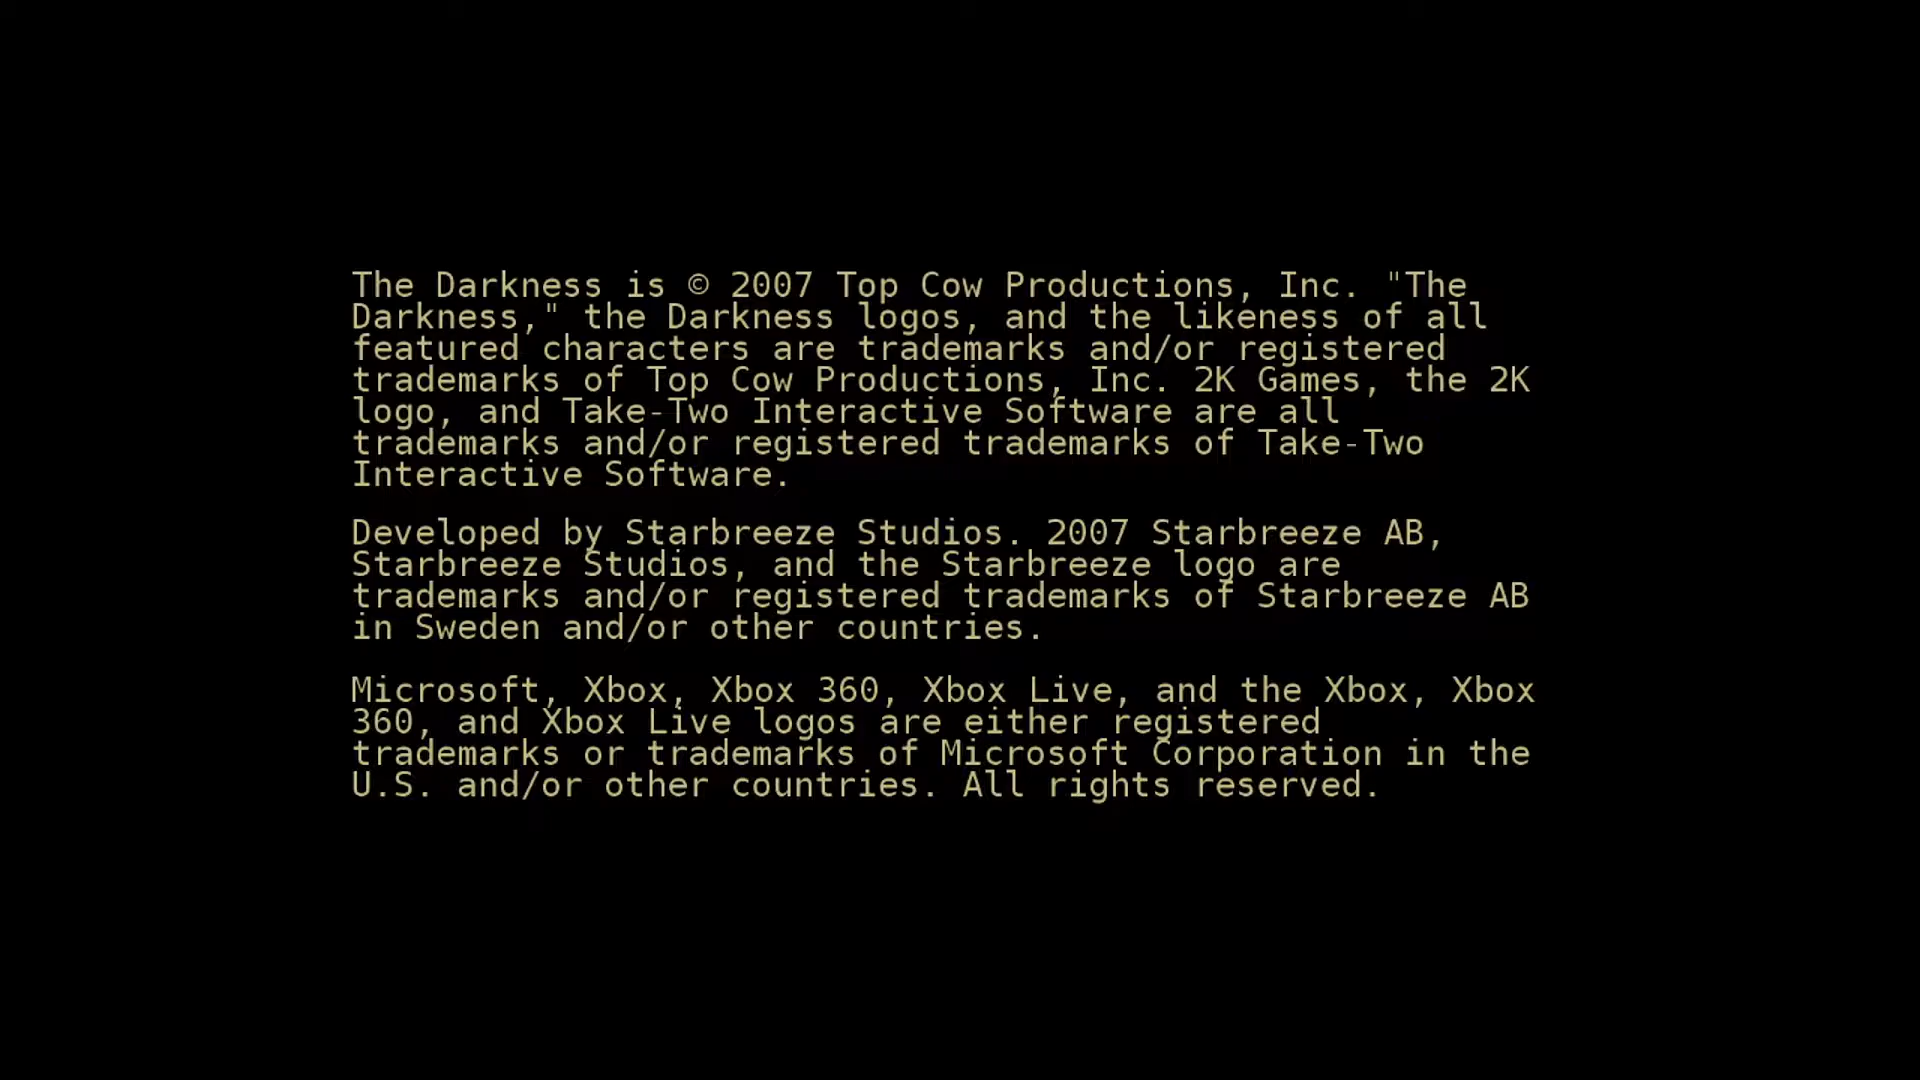 The Darkness is © 2007 Top Cow Productions, Inc. "The
Darkness," the Darkness logos, and the likeness of all
featured characters are trademarks and/or registered
trademarks of Top Cow Productions, Inc. 2K Games, the 2K
logo, and Take-Two Interactive Software are all
trademarks and/or registered trademarks of Take-Two
Interactive Software.
Developed by Starbreeze Studios. 2007 Starbreeze AB,
Starbreeze Studios, and the Starbreeze logo are
trademarks and/or registered trademarks of Starbreeze AB
in Sweden and/or other countries.
Microsoft, Xbox, Xbox 360, Xbox Live, and the Xbox, Xbox
360, and Xbox Live logos are either registered
trademarks or trademarks of Microsoft Corporation in the
U.S. and/or other countries. All rights reserved.